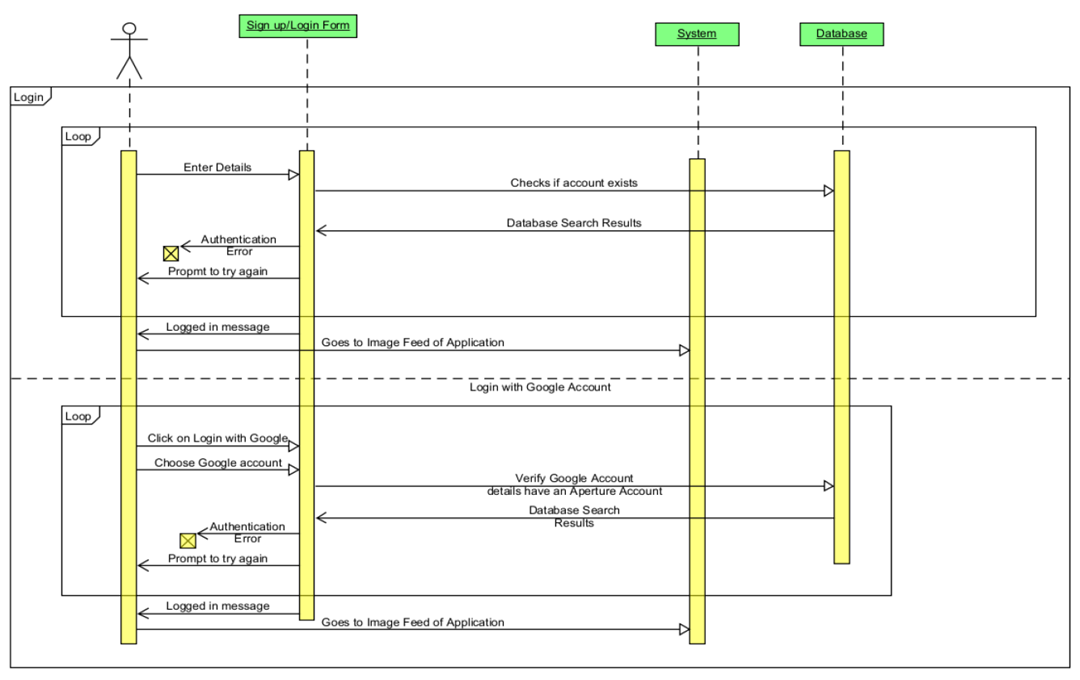 Sign up/Login Form
System
Database
Login
Loop
Enter Details
Checks if account exists
Database Search Results
Authentication
Error
Propmt to try again
Logged in message
Goes to Image Feed of Application
Login with Google Account
Loop
Click on Login with Google
Choose Google account
Verify Google Account
details have an Aperture Account
Database Search
Results
Authentication
Error
Prompt to try again
Logged in message
Goes to Image Feed of Application